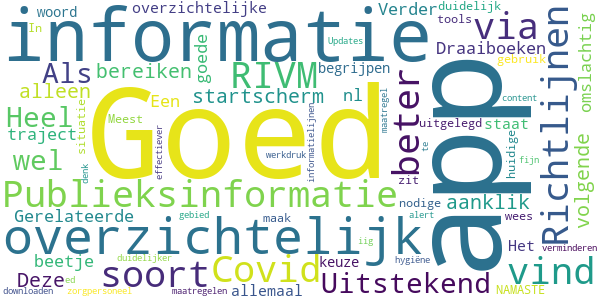 informatie
woord
overzichtelijke
Verder
duidelijk
In
tools
Als
goede
via
Draaiboeken
alleen
bereiken
RIVM
begrijpen
gebruik
Updates
startscherm
nl
Heel
Een
Goed
app
beter
Richtlijnen
omslachtig
traject
situatie
Meest
wel
effectiever
werkdruk
informatielijnen
maatregel
uitgelegd
staat
content
huidige
volgende
te
fijn
denk
zit
Publieksinformatie
nodige
aanklik
Gerelateerde
gebied
maak
alert
Het
wees
overzichtelijk
iig
verminderen
beetje
duidelijker
hygiëne
Deze
ed
soort
Covid
keuze
Uitstekend
vind
allemaal
NAMASTE
downloaden
zorgpersoneel
maatregelen